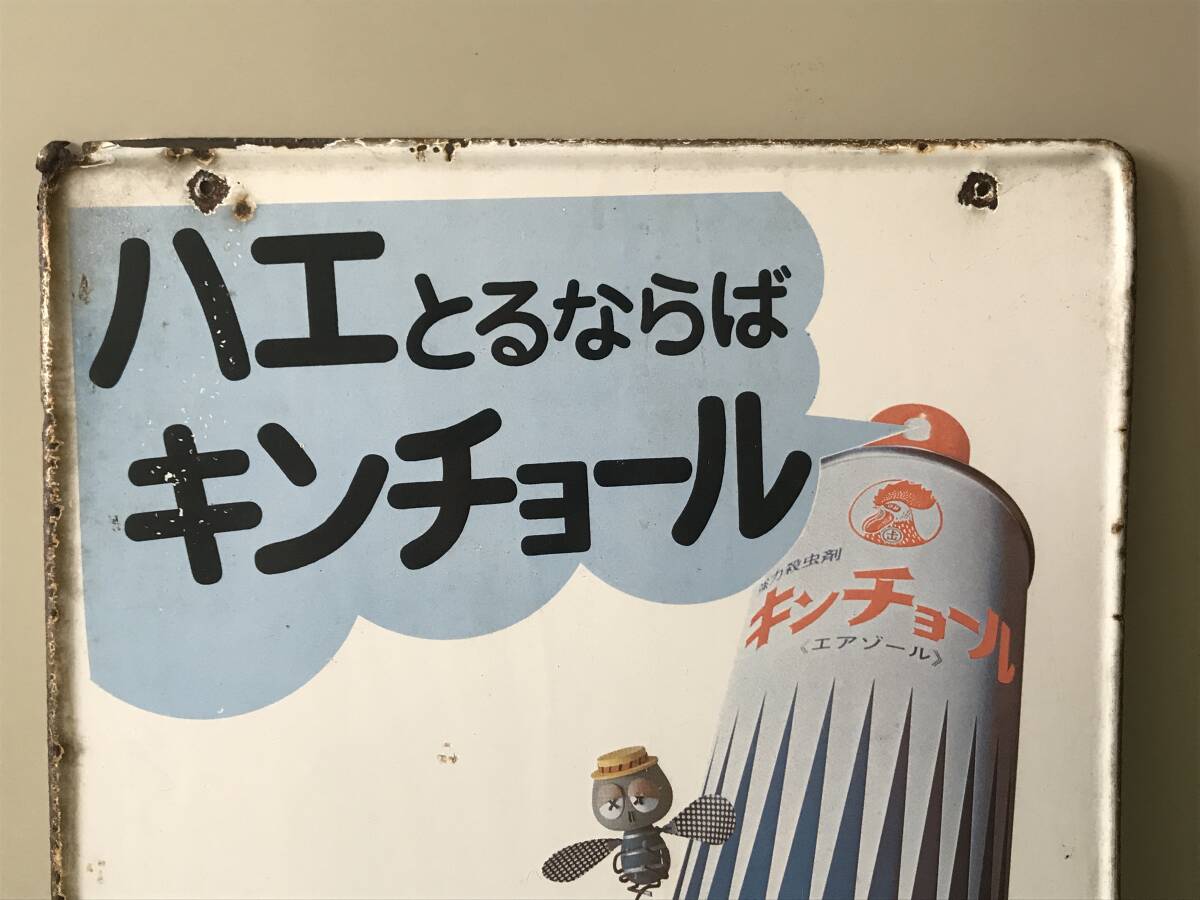 ハエとるならば
キンチョール
金
強力殺虫剤
キンチョール
《エアゾール》